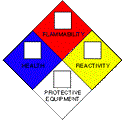 FLAMMABILITY
HEALTH
REACTIVITY
PROTECTIVE
EQUIPMENT